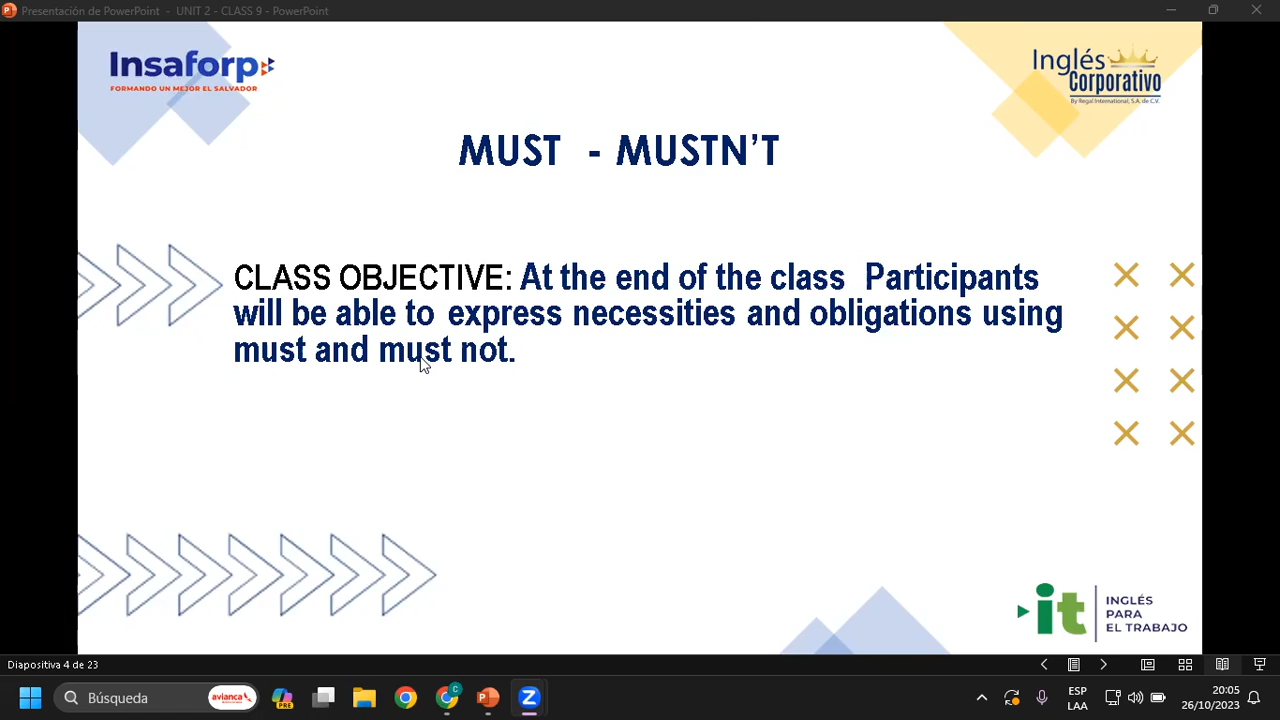 Presentación de PowerPoint - UNIT 2 - CLASS 9 - PowerPoint
Insaforp
FORMANDO UN MEJOR EL SALVADOR
Inglés
Corporativo
By Regal International, S.A. de C.V.
MUST - MUSTN'T
CLASS OBJECTIVE: At the end of the class Participants
will be able to express necessities and obligations using
must and must not.
it
INGLÉS
PARA
EL TRABAJO
Diapositiva 4 de 23
Búsqueda
avianca
PRE
C
ESP
LAA
20:05
26/10/2023